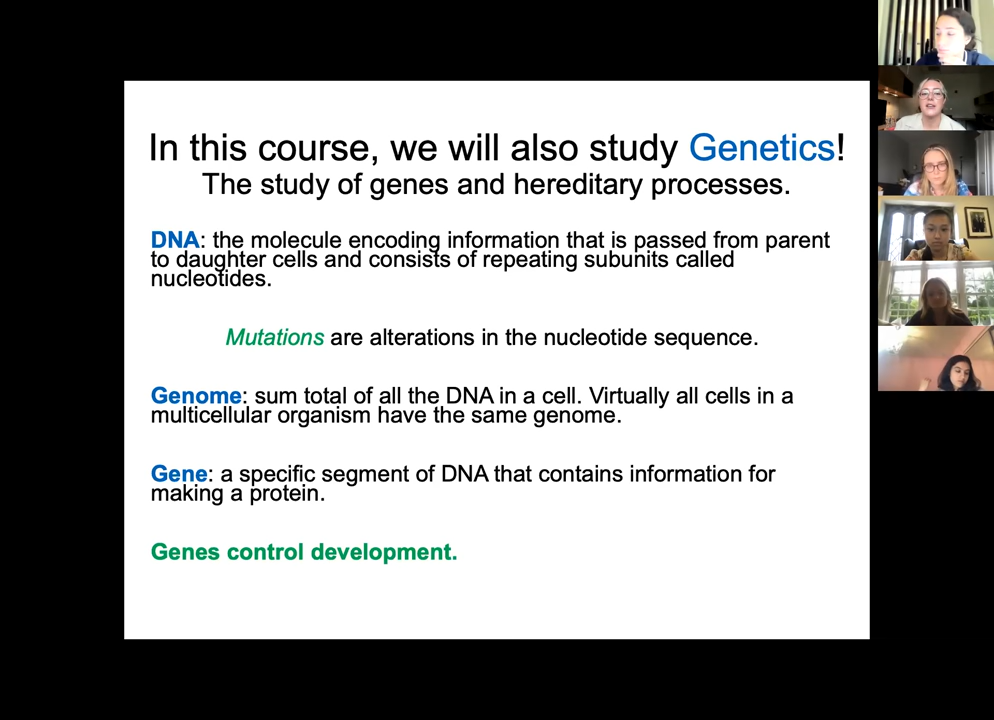 In this course, we will also study Genetics!
The study of genes and hereditary processes.
DNA: the molecule encoding information that is passed from parent
to daughter cells and consists of repeating subunits called
nucleotides.
Mutations are alterations in the nucleotide sequence.
Genome: sum total of all the DNA in a cell. Virtually all cells in a
multicellular organism have the same genome.
Gene: a specific segment of DNA that contains information for
making a protein.
Genes control development.